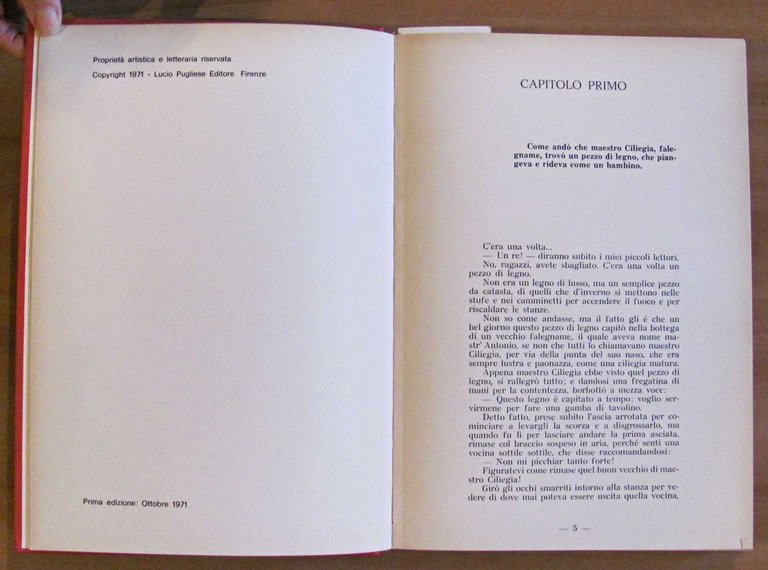 Proprietà artistica e letteraria riservata.
Copyright 1971 - Lucio Pugliese Editore Firenze
Prima edizione: Ottobre 1971
CAPITOLO PRIMO
Come andò che maestro Ciliegia, fale-
gname, trovò un pezzo di legno, che pian-
geva e rideva come un bambino.
C'era una volta...
— Un re! — diranno subito i miei piccoli lettori.
No, ragazzi, avete sbagliato. C'era una volta un
pezzo di legno.
Non era un legno di lusso, ma un semplice pezzo
da catasta, di quelli che d'inverno si mettono nelle
stufe e nei camminetti per accendere il fuoco e per
riscaldare le stanze.
Non so come andasse, ma il fatto gli è che un
bel giorno questo pezzo di legno capitò nella bottega
di un vecchio falegname, il quale aveva nome ma-
str' Antonio, se non che tutti lo chiamavano maestro
Ciliegia, per via della punta del suo naso, che era
sempre lustra e paonazza, come una ciliegia matura.
Appena maestro Ciliegia ebbe visto quel pezzo di
legno, si rallegrò tutto; e dandosi una fregatina di
mani per la contentezza, borbottò a mezza voce:
— Questo legno è capitato a tempo: voglio ser-
virmene per fare una gamba di tavolino.
Detto fatto, prese subito l'ascia arrotata per co-
minciare a levargli la scorza e a disgrossarlo, ma
quando fu lì per lasciare andare la prima asciata,
rimase col braccio sospeso in aria, perché sentì una
vocina sottile sottile, che disse raccomandandosi:
— Non mi picchiar tanto forte!
Figuratevi come rimase quel buon vecchio di mae-
stro Ciliegia!
Girò gli occhi smarriti intorno alla stanza per ve-
dere di dove mai poteva essere uscita quella vocina,
— 5 —